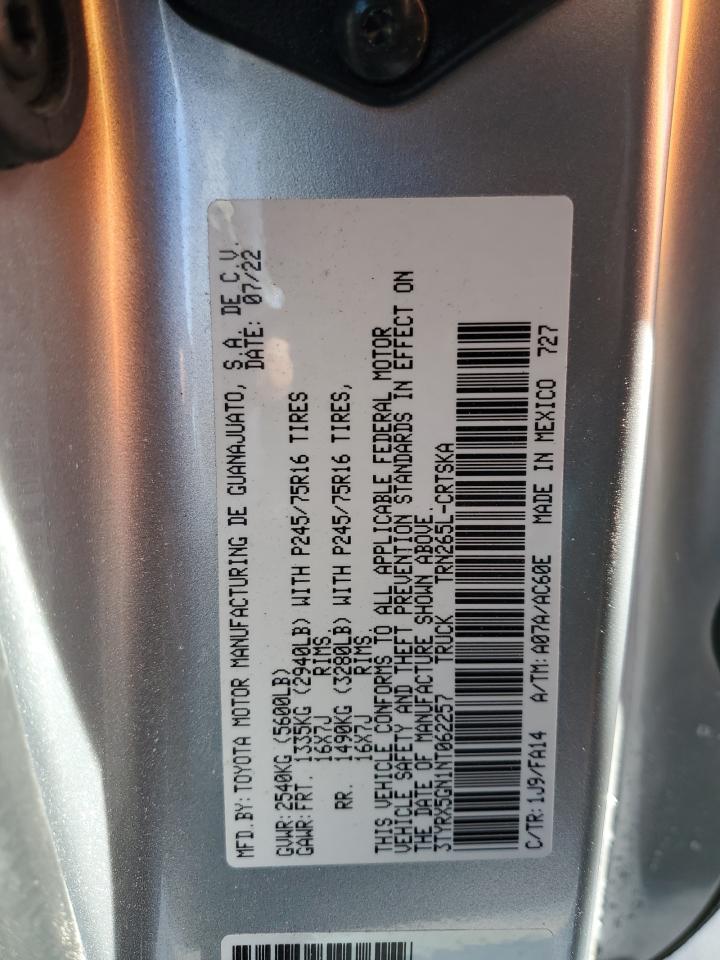 MFD.BY: TOYOTA MOTOR MANUFACTURING DE GUANAJUATO, S.A. DE C.V.
DATE: 07/22
GVWR: 2540KG (5600LB)
GAWR: FRT. 1335KG (2940LB) WITH P245/75R16 TIRES
16X7J RIMS,
RR. 1490KG (3280LB) WITH P245/75R16 TIRES,
16X7J RIMS.
THIS VEHICLE CONFORMS TO ALL APPLICABLE FEDERAL MOTOR
VEHICLE SAFETY AND THEFT PREVENTION STANDARDS IN EFFECT ON
THE DATE OF MANUFACTURE SHOWN ABOVE.
3TYRX5GN1NT062257 TRUCK TRN265L-CRTSKA
C/TR: 1J9/FA14 A/TM: A07A/AC60E MADE IN MEXICO 727